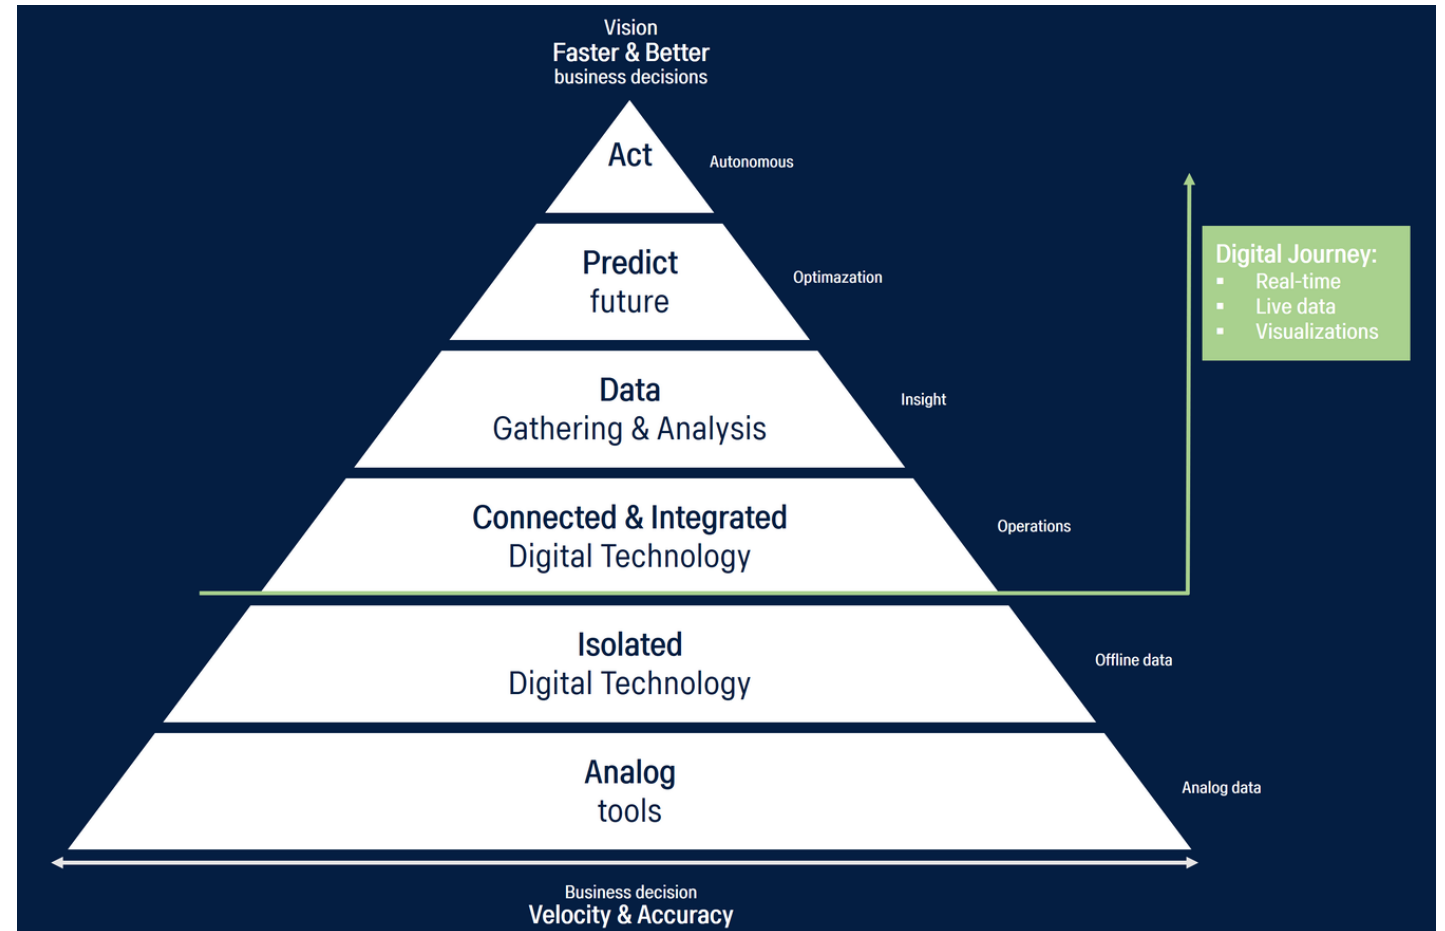 Vision
Faster & Better
business decisions
Act
Autonomous
Predict
future
Optimazation
Data
Gathering & Analysis
Insight
Connected & Integrated
Digital Technology
Operations
Isolated
Digital Technology
Offline data
Analog
tools
Analog data
Business decision
Velocity & Accuracy
Digital Journey:
▪ Real-time
▪ Live data
▪ Visualizations